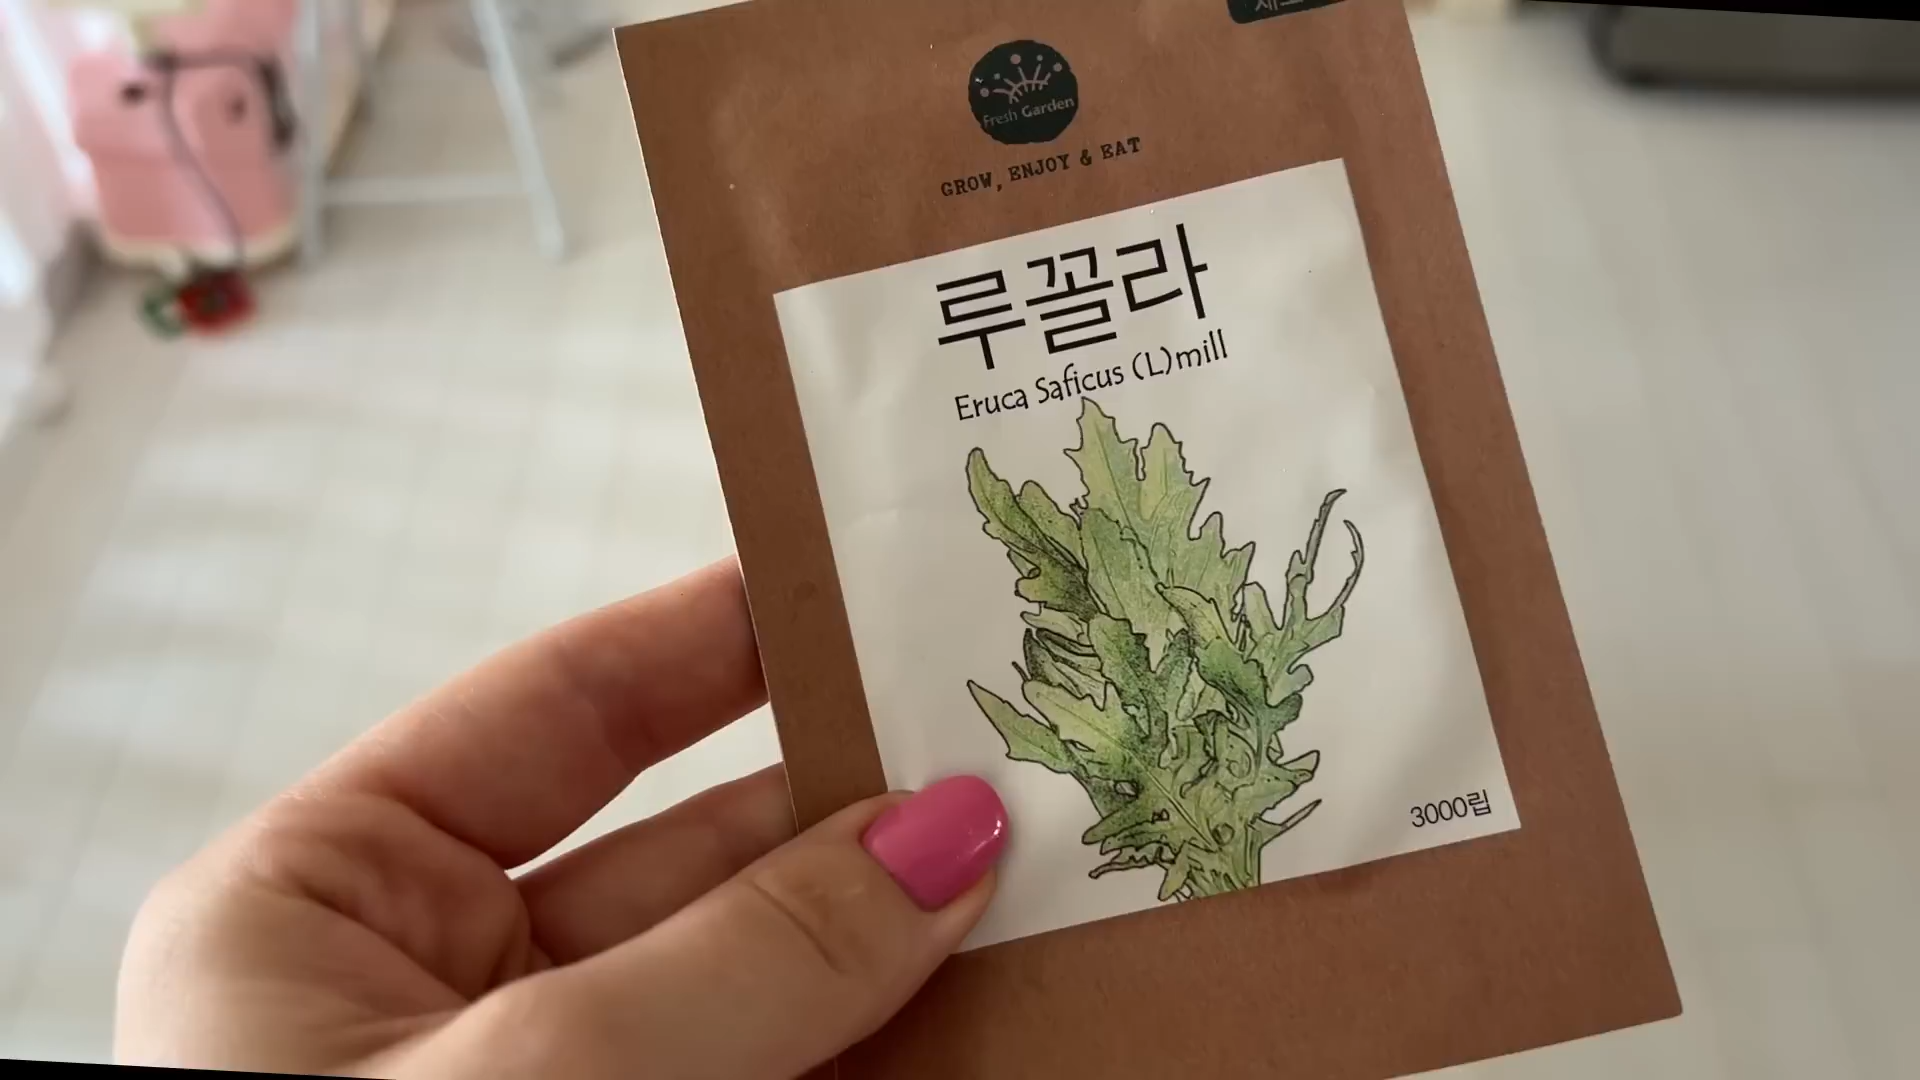 Fresh Garden
GROW, ENJOY & EAT
루꼴라
Eruca Saficus (L)mill
3000립